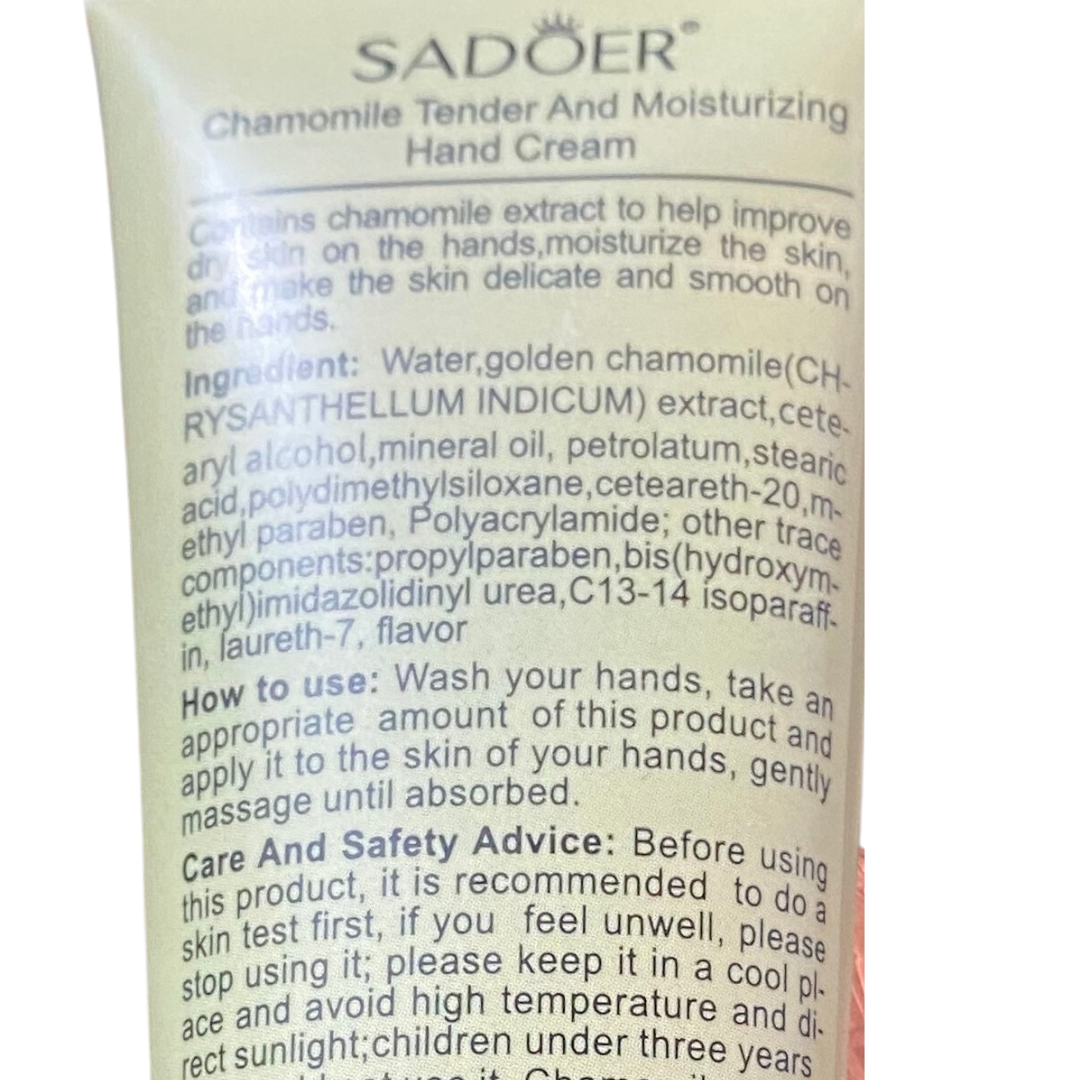 SADOER®
Chamomile Tender And Moisturizing
Hand Cream
Contains chamomile extract to help improve
dry skin on the hands,moisturize the skin,
and make the skin delicate and smooth on
the hands.
Ingredient: Water,golden chamomile(CH-
RYSANTHELLUM INDICUM) extract,cete-
aryl alcohol,mineral oil, petrolatum,stearic
acid,polydimethylsiloxane,ceteareth-20,m-
ethyl paraben, Polyacrylamide; other trace
components:propylparaben,bis(hydroxym-
ethyl)imidazolidinyl urea,C13-14 isoparaff-
in, laureth-7, flavor
How to use: Wash your hands, take an
appropriate amount of this product and
apply it to the skin of your hands, gently
massage until absorbed.
Care And Safety Advice: Before using
this product, it is recommended to do a
skin test first, if you feel unwell, please
stop using it; please keep it in a cool pl-
ace and avoid high temperature and di-
rect sunlight;children under three years